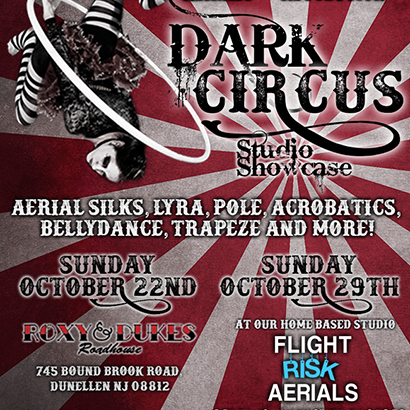 DARK
CIRCUS
Studio
Showcase
AERIAL SILKS, LYRA, POLE, ACROBATICS,
BELLYDANCE, TRAPEZE AND MORE!
SUNDAY
OCTOBER 22ND
ROXY & DUKES
Roadhouse
745 BOUND BROOK ROAD
DUNELLEN NJ 08812
SUNDAY
OCTOBER 29TH
AT OUR HOME BASED STUDIO
FLIGHT
RISK
AERIALS